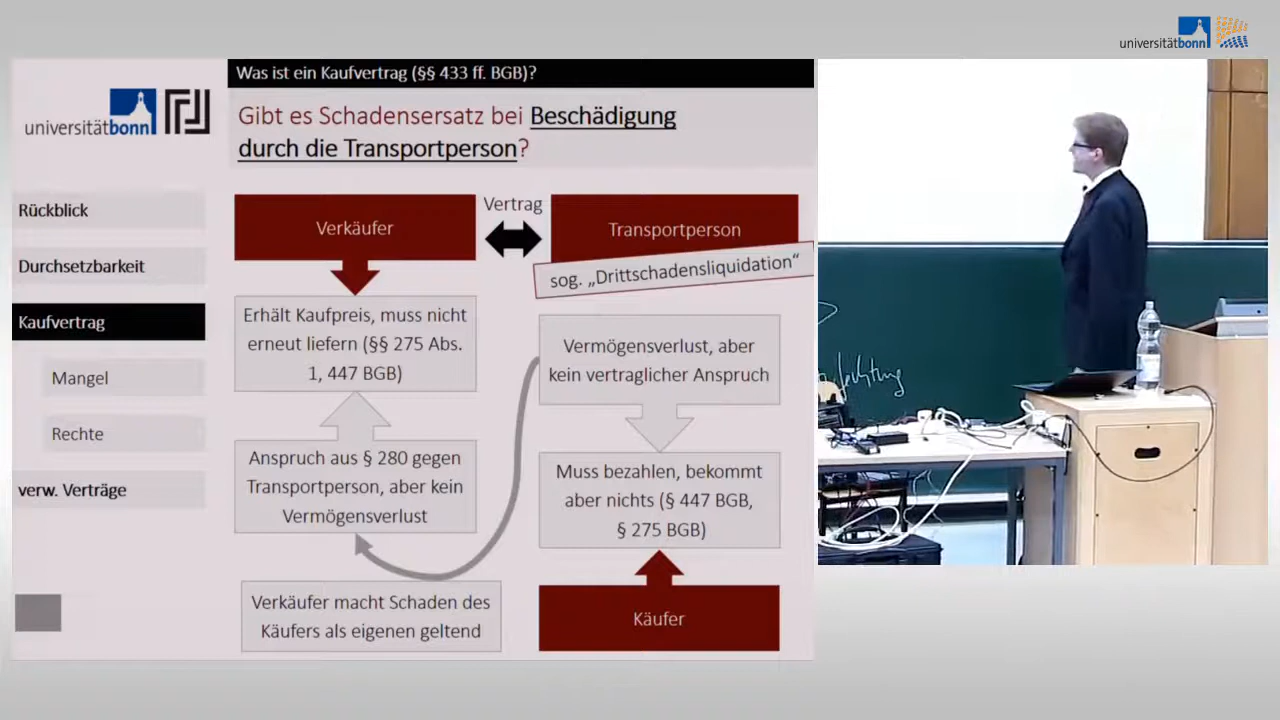 universitätbonn
Was ist ein Kaufvertrag (§§ 433 ff. BGB)?
universitätbonn
Gibt es Schadensersatz bei Beschädigung
durch die Transportperson?
Rückblick
Durchsetzbarkeit
Kaufvertrag
Mangel
Rechte
verw. Verträge
Verkäufer
Vertrag
Transportperson
sog. „Drittschadensliquidation“
Erhält Kaufpreis, muss nicht
erneut liefern (§§ 275 Abs.
1, 447 BGB)
Vermögensverlust, aber
kein vertraglicher Anspruch
Anspruch aus § 280 gegen
Transportperson, aber kein
Vermögensverlust
Muss bezahlen, bekommt
aber nichts (§ 447 BGB,
§ 275 BGB)
Verkäufer macht Schaden des
Käufers als eigenen geltend
Käufer